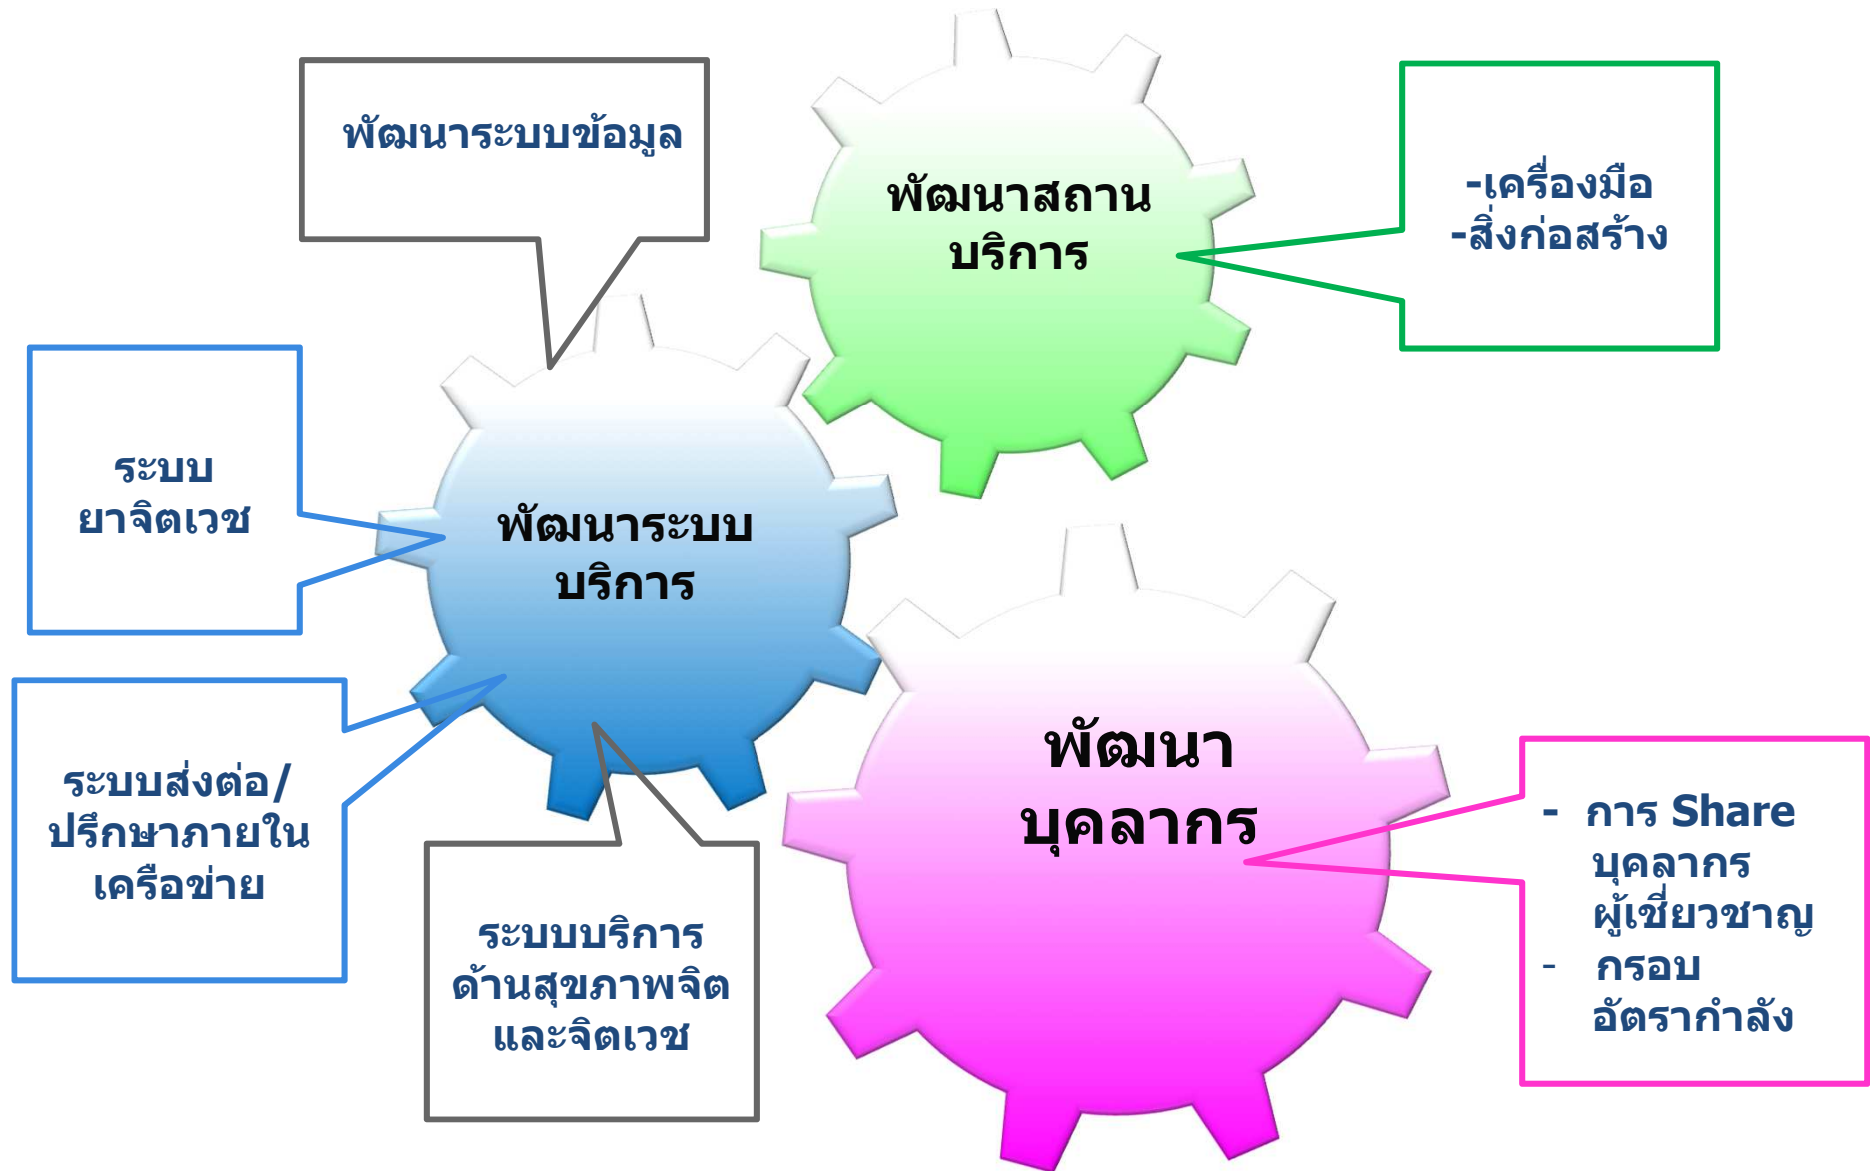 พัฒนาระบบข้อมูล
พัฒนาสถาน
บริการ
-เครื่องมือ
-สิ่งก่อสร้าง
ระบบ
ยาจิตเวช
พัฒนาระบบ
บริการ
ระบบส่งต่อ/
ปรึกษาภายใน
เครือข่าย
ระบบบริการ
ด้านสุขภาพจิต
และจิตเวช
พัฒนา
บุคลากร
- การ Share
บุคลากร
ผู้เชี่ยวชาญ
- กรอบ
อัตรากำลัง